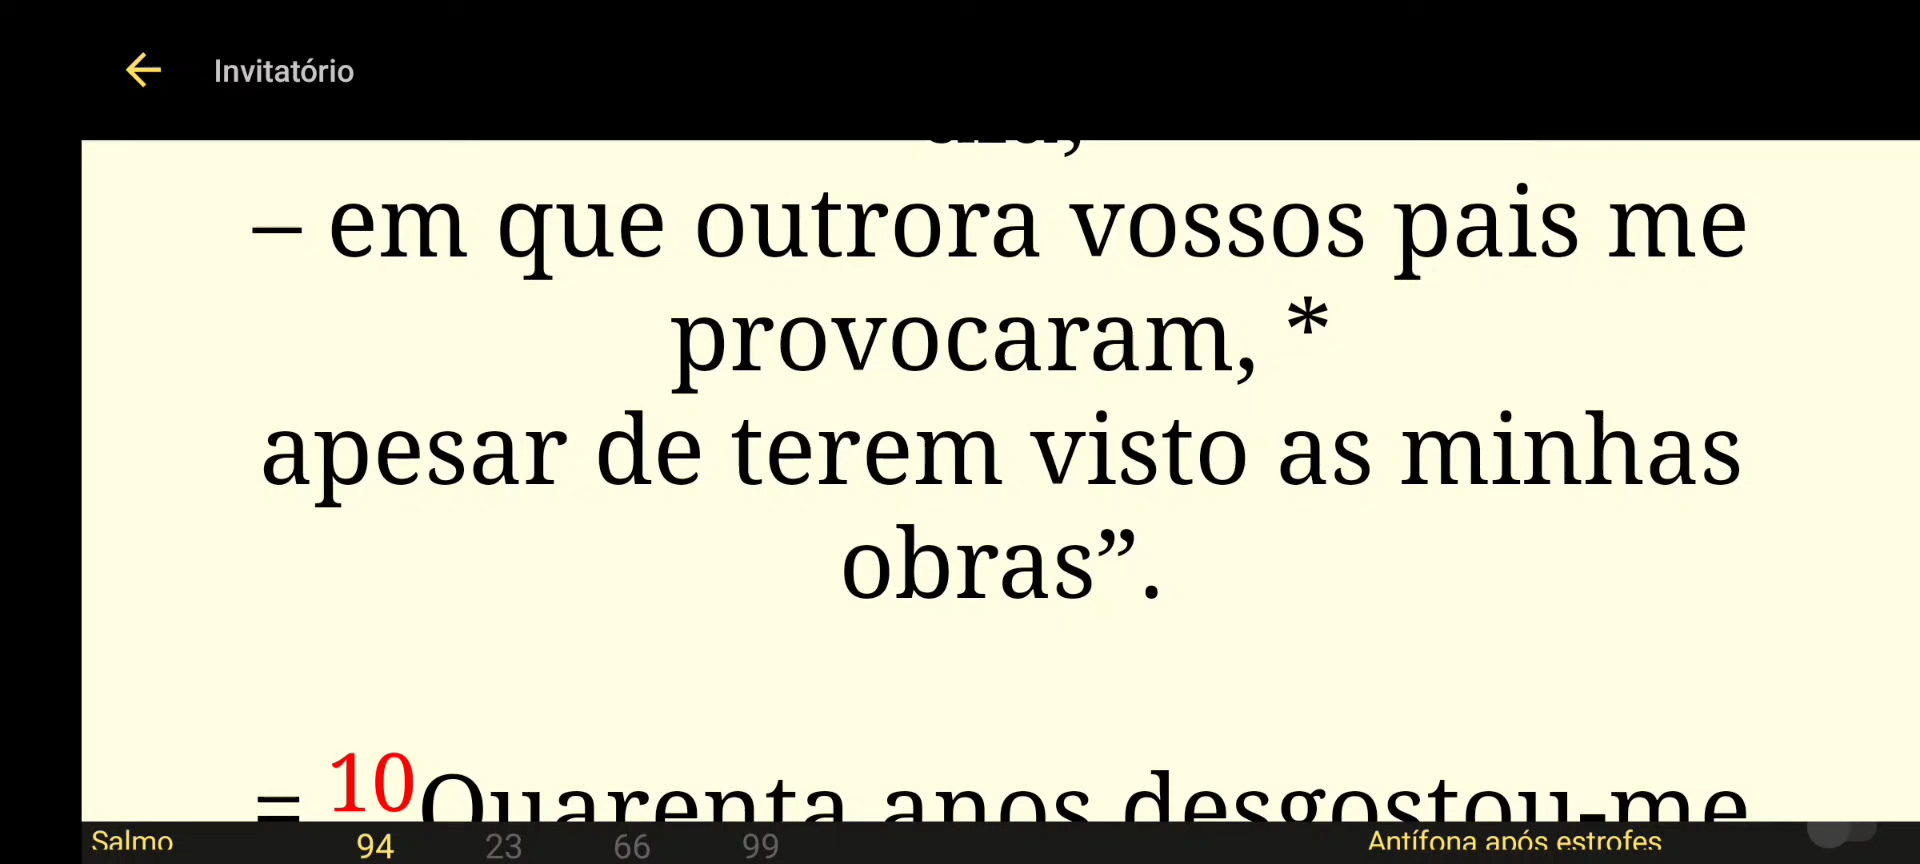 Invitatório
– em que outrora vossos pais me
provocaram, *
apesar de terem visto as minhas
obras”.
= 10Quarenta anos desgostou-me
Salmo 94 23 66 99 Antífona após estrofes